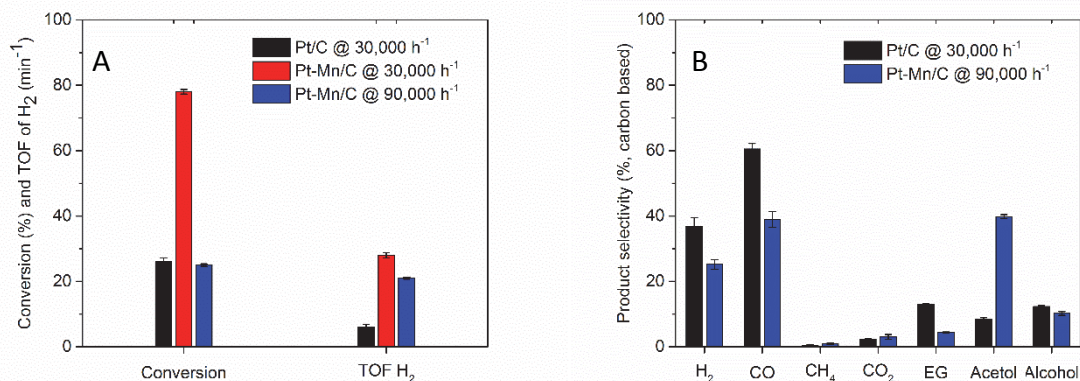 A
Pt/C @ 30,000 h⁻¹
Pt-Mn/C @ 30,000 h⁻¹
Pt-Mn/C @ 90,000 h⁻¹
Conversion (%) and TOF of H₂ (min⁻¹)
100
80
60
40
20
0
Conversion TOF H₂
B
Pt/C @ 30,000 h⁻¹
Pt-Mn/C @ 90,000 h⁻¹
Product selectivity (%, carbon based)
100
80
60
40
20
0
H₂ CO CH₄ CO₂ EG Acetol Alcohol